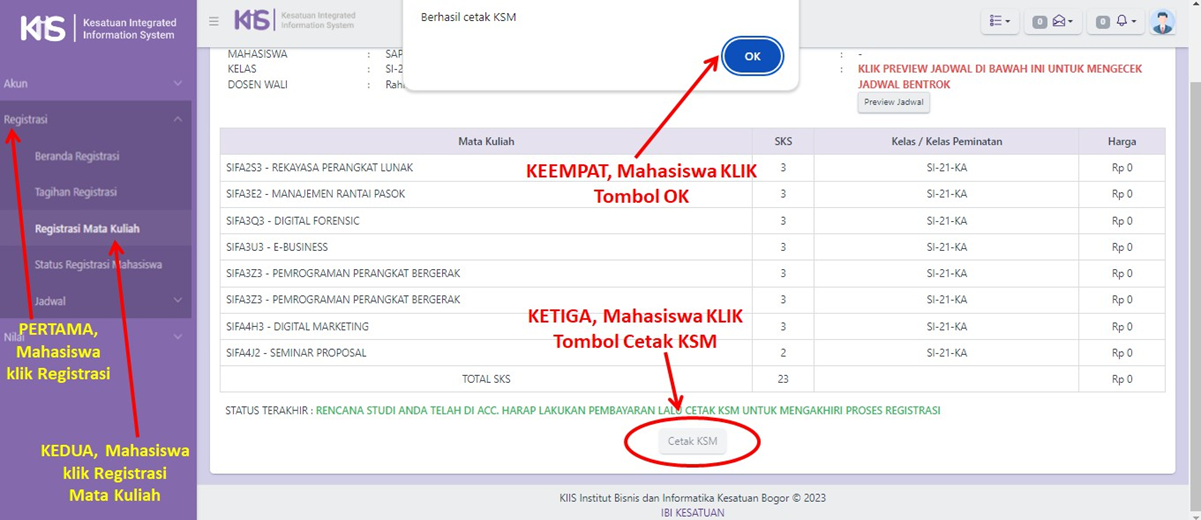 KIIS Kesatuan Integrated
Information System
Akun
Registrasi
Beranda Registrasi
Tagihan Registrasi
Registrasi Mata Kuliah
Status Registrasi Mahasiswa
Jadwal
Nilai
PERTAMA,
Mahasiswa
klik Registrasi
KEDUA, Mahasiswa
klik Registrasi
Mata Kuliah
KIIS Kesatuan Integrated
Information System
Berhasil cetak KSM
OK
0 0
MAHASISWA : SAP : -
KELAS : SI-2 : KLIK PREVIEW JADWAL DI BAWAH INI UNTUK MENGECEK
JADWAL BENTROK
DOSEN WALI : Rah
Preview Jadwal
Mata Kuliah SKS Kelas / Kelas Peminatan Harga
SIFA2S3 - REKAYASA PERANGKAT LUNAK 3 SI-21-KA Rp 0
SIFA3E2 - MANAJEMEN RANTAI PASOK 3 SI-21-KA Rp 0
SIFA3Q3 - DIGITAL FORENSIC 3 SI-21-KA Rp 0
SIFA3U3 - E-BUSINESS 3 SI-21-KA Rp 0
SIFA3Z3 - PEMROGRAMAN PERANGKAT BERGERAK 3 SI-21-KA Rp 0
SIFA3Z3 - PEMROGRAMAN PERANGKAT BERGERAK 3 SI-21-KA Rp 0
SIFA4H3 - DIGITAL MARKETING 3 SI-21-KA Rp 0
SIFA4J2 - SEMINAR PROPOSAL 2 SI-21-KA Rp 0
TOTAL SKS 23 Rp 0
KEEMPAT, Mahasiswa KLIK
Tombol OK
KETIGA, Mahasiswa KLIK
Tombol Cetak KSM
STATUS TERAKHIR : RENCANA STUDI ANDA TELAH DI ACC. HARAP LAKUKAN PEMBAYARAN LALU CETAK KSM UNTUK MENGAKHIRI PROSES REGISTRASI
Cetak KSM
KIIS Institut Bisnis dan Informatika Kesatuan Bogor © 2023
IBI KESATUAN